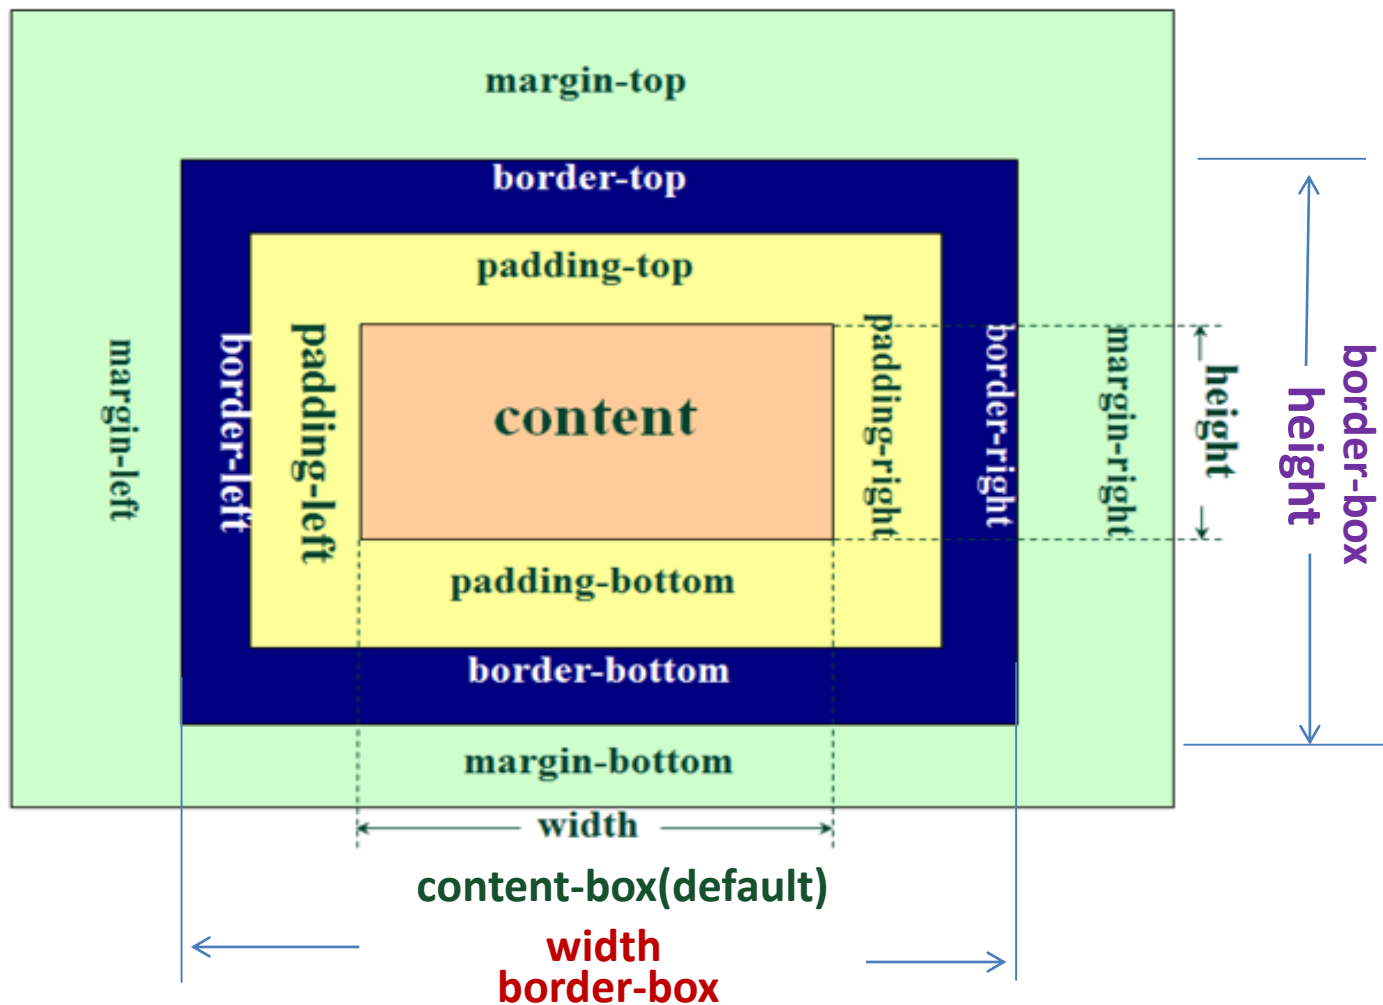 margin-top
border-top
padding-top
margin-left
border-left
padding-left
content
padding-right
border-right
margin-right
height
border-box
height
padding-bottom
border-bottom
margin-bottom
width
content-box(default)
width
border-box